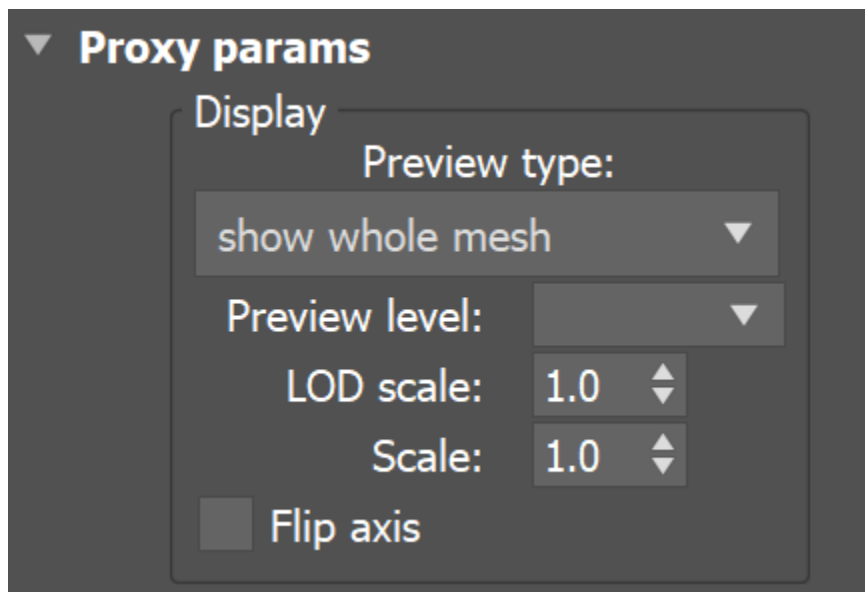 Proxy params
Display
Preview type:
show whole mesh
Preview level:
LOD scale: 1.0
Scale: 1.0
Flip axis